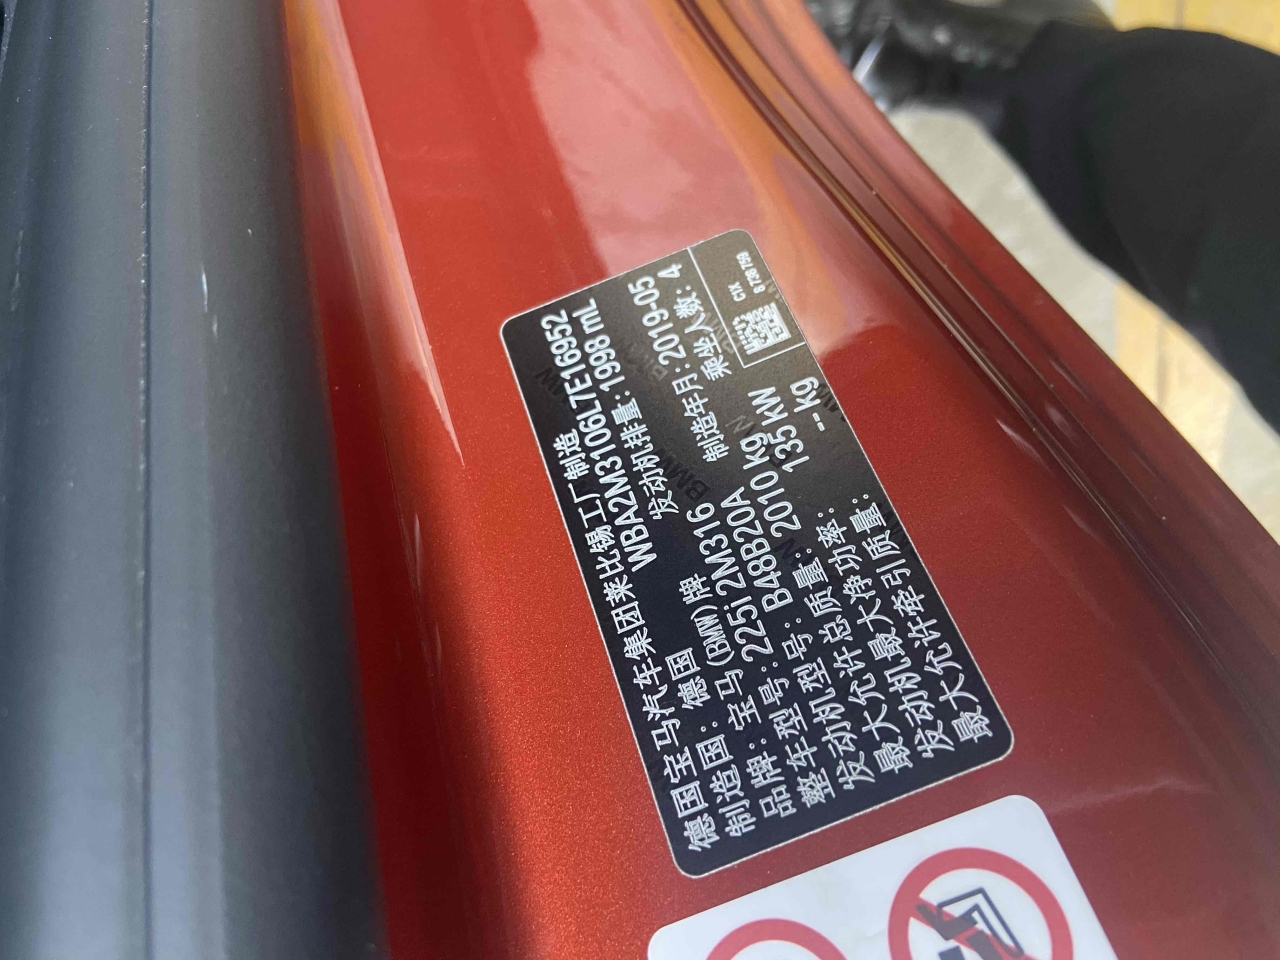 德国宝马汽车集团莱比锡工厂制造
制造国: 德国 WBA2M3106L7E16952
品牌: 宝马(BMW)牌 发动机排量: 1998 mL
整车型号: 225i 2M316 制造年月: 2019-05
发动机型号: B48B20A 乘坐人数: 4
最大允许总质量: 2010 kg
发动机最大净功率: 135 kW
最大允许牵引质量: -- kg
C1X
8738759